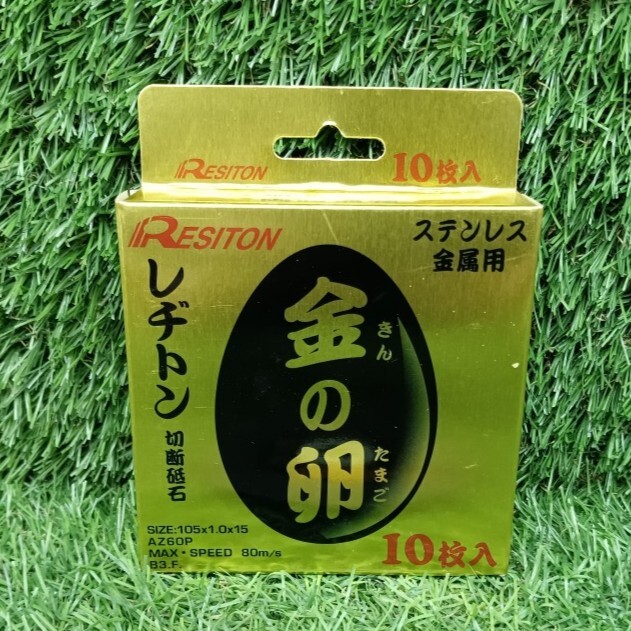 RESITON
10枚入
RESITON
ステンレス
金属用
レヂトン
切断砥石
金の卵
きん
たまご
SIZE:105x1.0x15
AZ60P
MAX・SPEED 80m/s
83.F.
10枚入